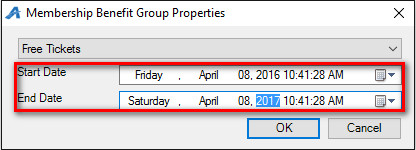 Membership Benefit Group Properties
Free Tickets
Start Date Friday , April 08, 2016 10:41:28 AM
End Date Saturday , April 08, 2017 10:41:28 AM
OK Cancel